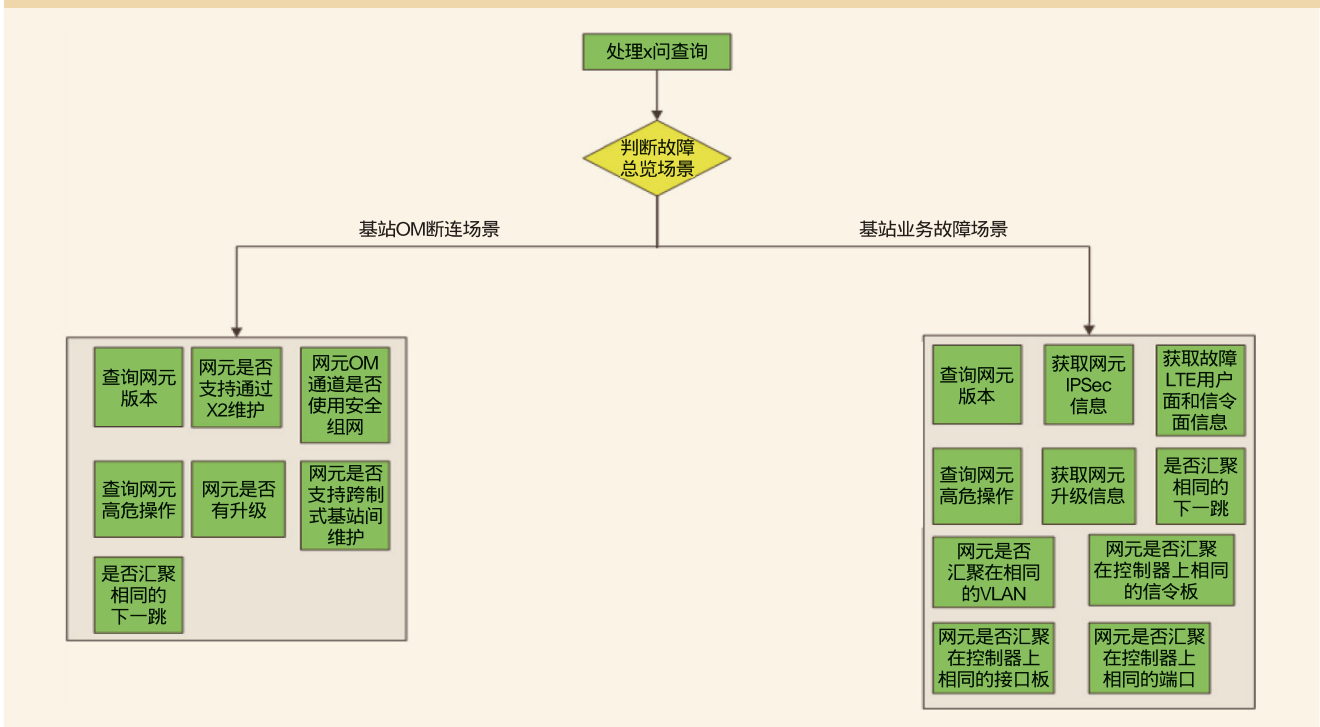 处理x问查询
判断故障
总览场景
基站OM断连场景
基站业务故障场景
查询网元
版本
网元是否
支持通过
X2维护
网元OM
通道是否
使用安全
组网
查询网元
高危操作
网元是否
有升级
网元是否
支持跨制
式基站间
维护
是否汇聚
相同的
下一跳
查询网元
版本
获取网元
IPSec
信息
获取故障
LTE用户
面和信令
面信息
查询网元
高危操作
获取网元
升级信息
是否汇聚
相同的
下一跳
网元是否
汇聚在相同
的VLAN
网元是否汇聚
在控制器上相同
的信令板
网元是否汇聚
在控制器上
相同的接口板
网元是否汇聚
在控制器上
相同的端口